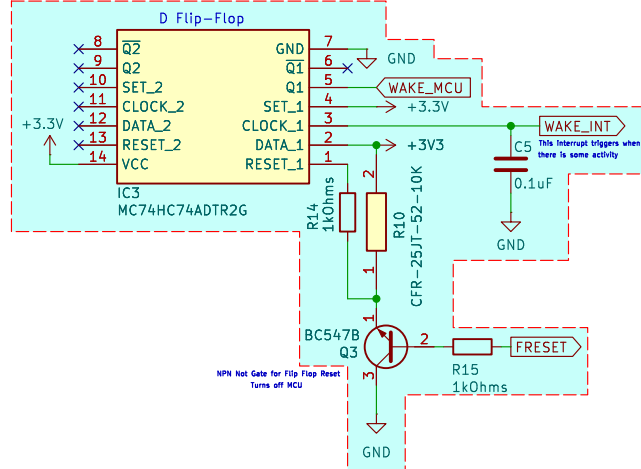 D Flip-Flop
8 Q2 GND 7
9 Q2 Q1 6
10 SET_2 Q1 5 WAKE_MCU
11 CLOCK_2 SET_1 4 +3.3V
12 DATA_2 CLOCK_1 3 WAKE_INT
13 RESET_2 DATA_1 2 +3V3
14 VCC RESET_1 1
GND
+3.3V
This interrupt triggers when
there is some activity
C5
0.1uF
GND
IC3
MC74HC74ADTR2G
R14
1kOhms
2
R10
CFR-25JT-52-10K
1
1
BC547B
Q3
2
3
FRESET
R15
1kOhms
NPN Not Gate for Flip Flop Reset
Turns off MCU
GND